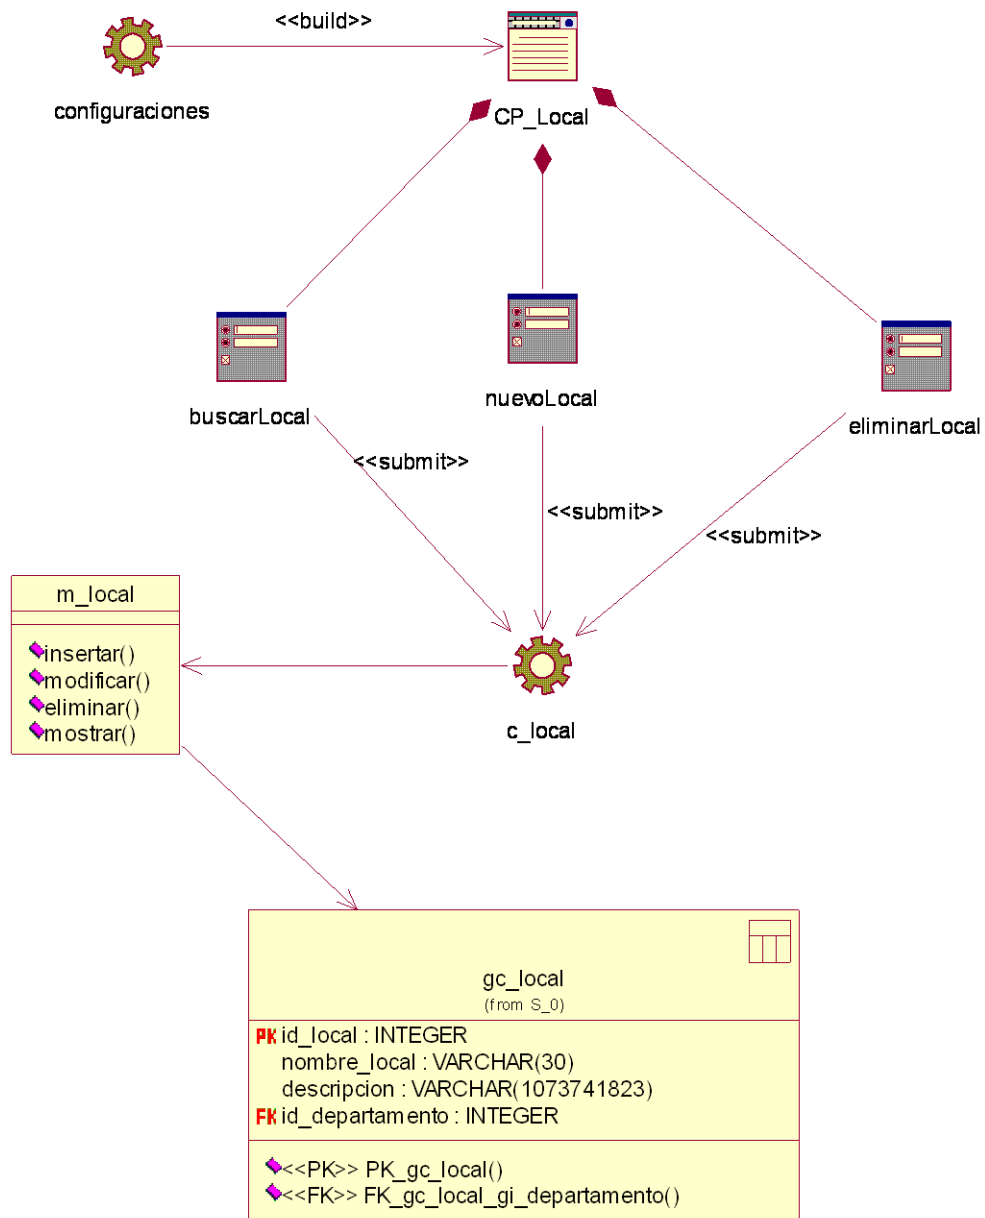 <<build>>
configuraciones
CP_Local
buscarLocal
nuevoLocal
eliminarLocal
<<submit>>
<<submit>>
<<submit>>
m_local
insertar()
modificar()
eliminar()
mostrar()
c_local
gc_local
(from S_0)
PK id_local : INTEGER
nombre_local : VARCHAR(30)
descripcion : VARCHAR(1073741823)
FK id_departamento : INTEGER
<<PK>> PK_gc_local()
<<FK>> FK_gc_local_gi_departamento()